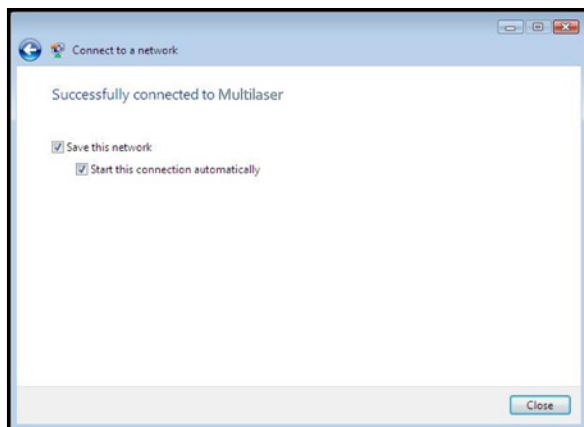 Connect to a network
Successfully connected to Multilaser
Save this network
Start this connection automatically
Close